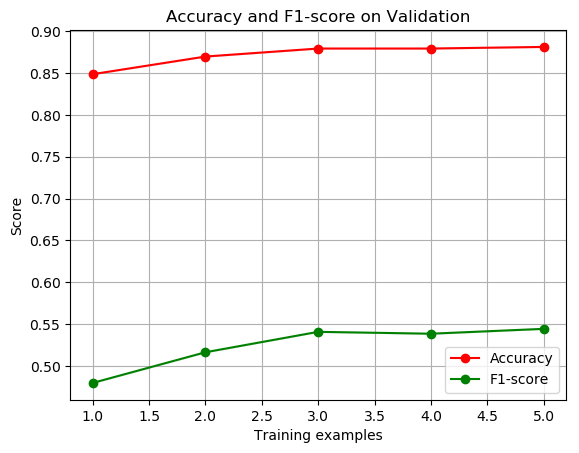 Accuracy and F1-score on Validation
0.90
0.85
0.80
0.75
0.70
0.65
0.60
0.55
0.50
Score
Accuracy
F1-score
1.0 1.5 2.0 2.5 3.0 3.5 4.0 4.5 5.0
Training examples